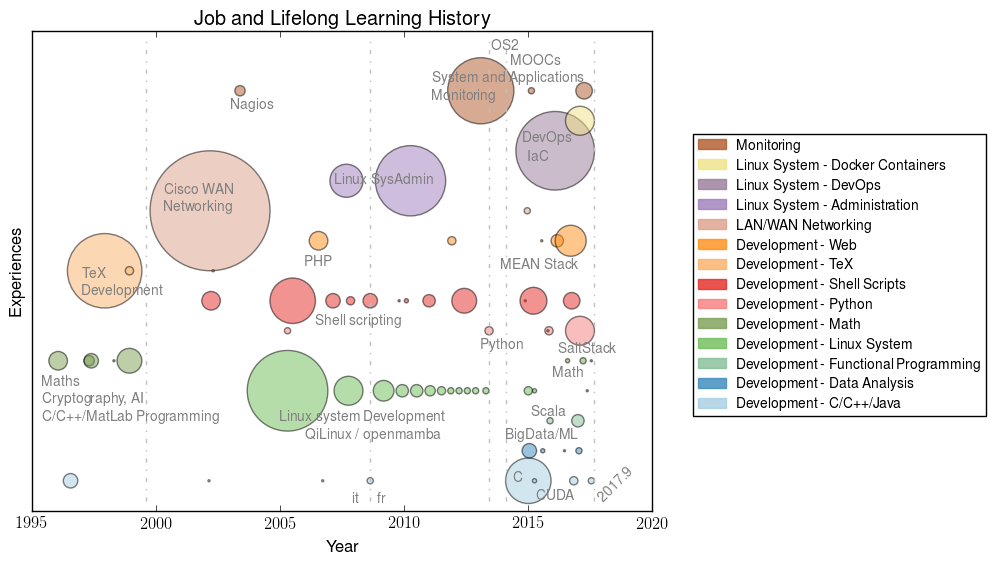 Job and Lifelong Learning History
OS2
MOOCs
System and Applications
Monitoring
Nagios
DevOps
IaC
Linux SysAdmin
Cisco WAN
Networking
PHP
MEAN Stack
TeX
Development
Shell scripting
Python
SaltStack
Math
Maths
Cryptography, AI
C/C++/MatLab Programming
Linux system Development
QiLinux / openmamba
Scala
BigData/ML
C
CUDA
it
fr
2017.9
Experiences
1995
2000
2005
2010
2015
2020
Year
Monitoring
Linux System - Docker Containers
Linux System - DevOps
Linux System - Administration
LAN/WAN Networking
Development - Web
Development - TeX
Development - Shell Scripts
Development - Python
Development - Math
Development - Linux System
Development - Functional Programming
Development - Data Analysis
Development - C/C++/Java